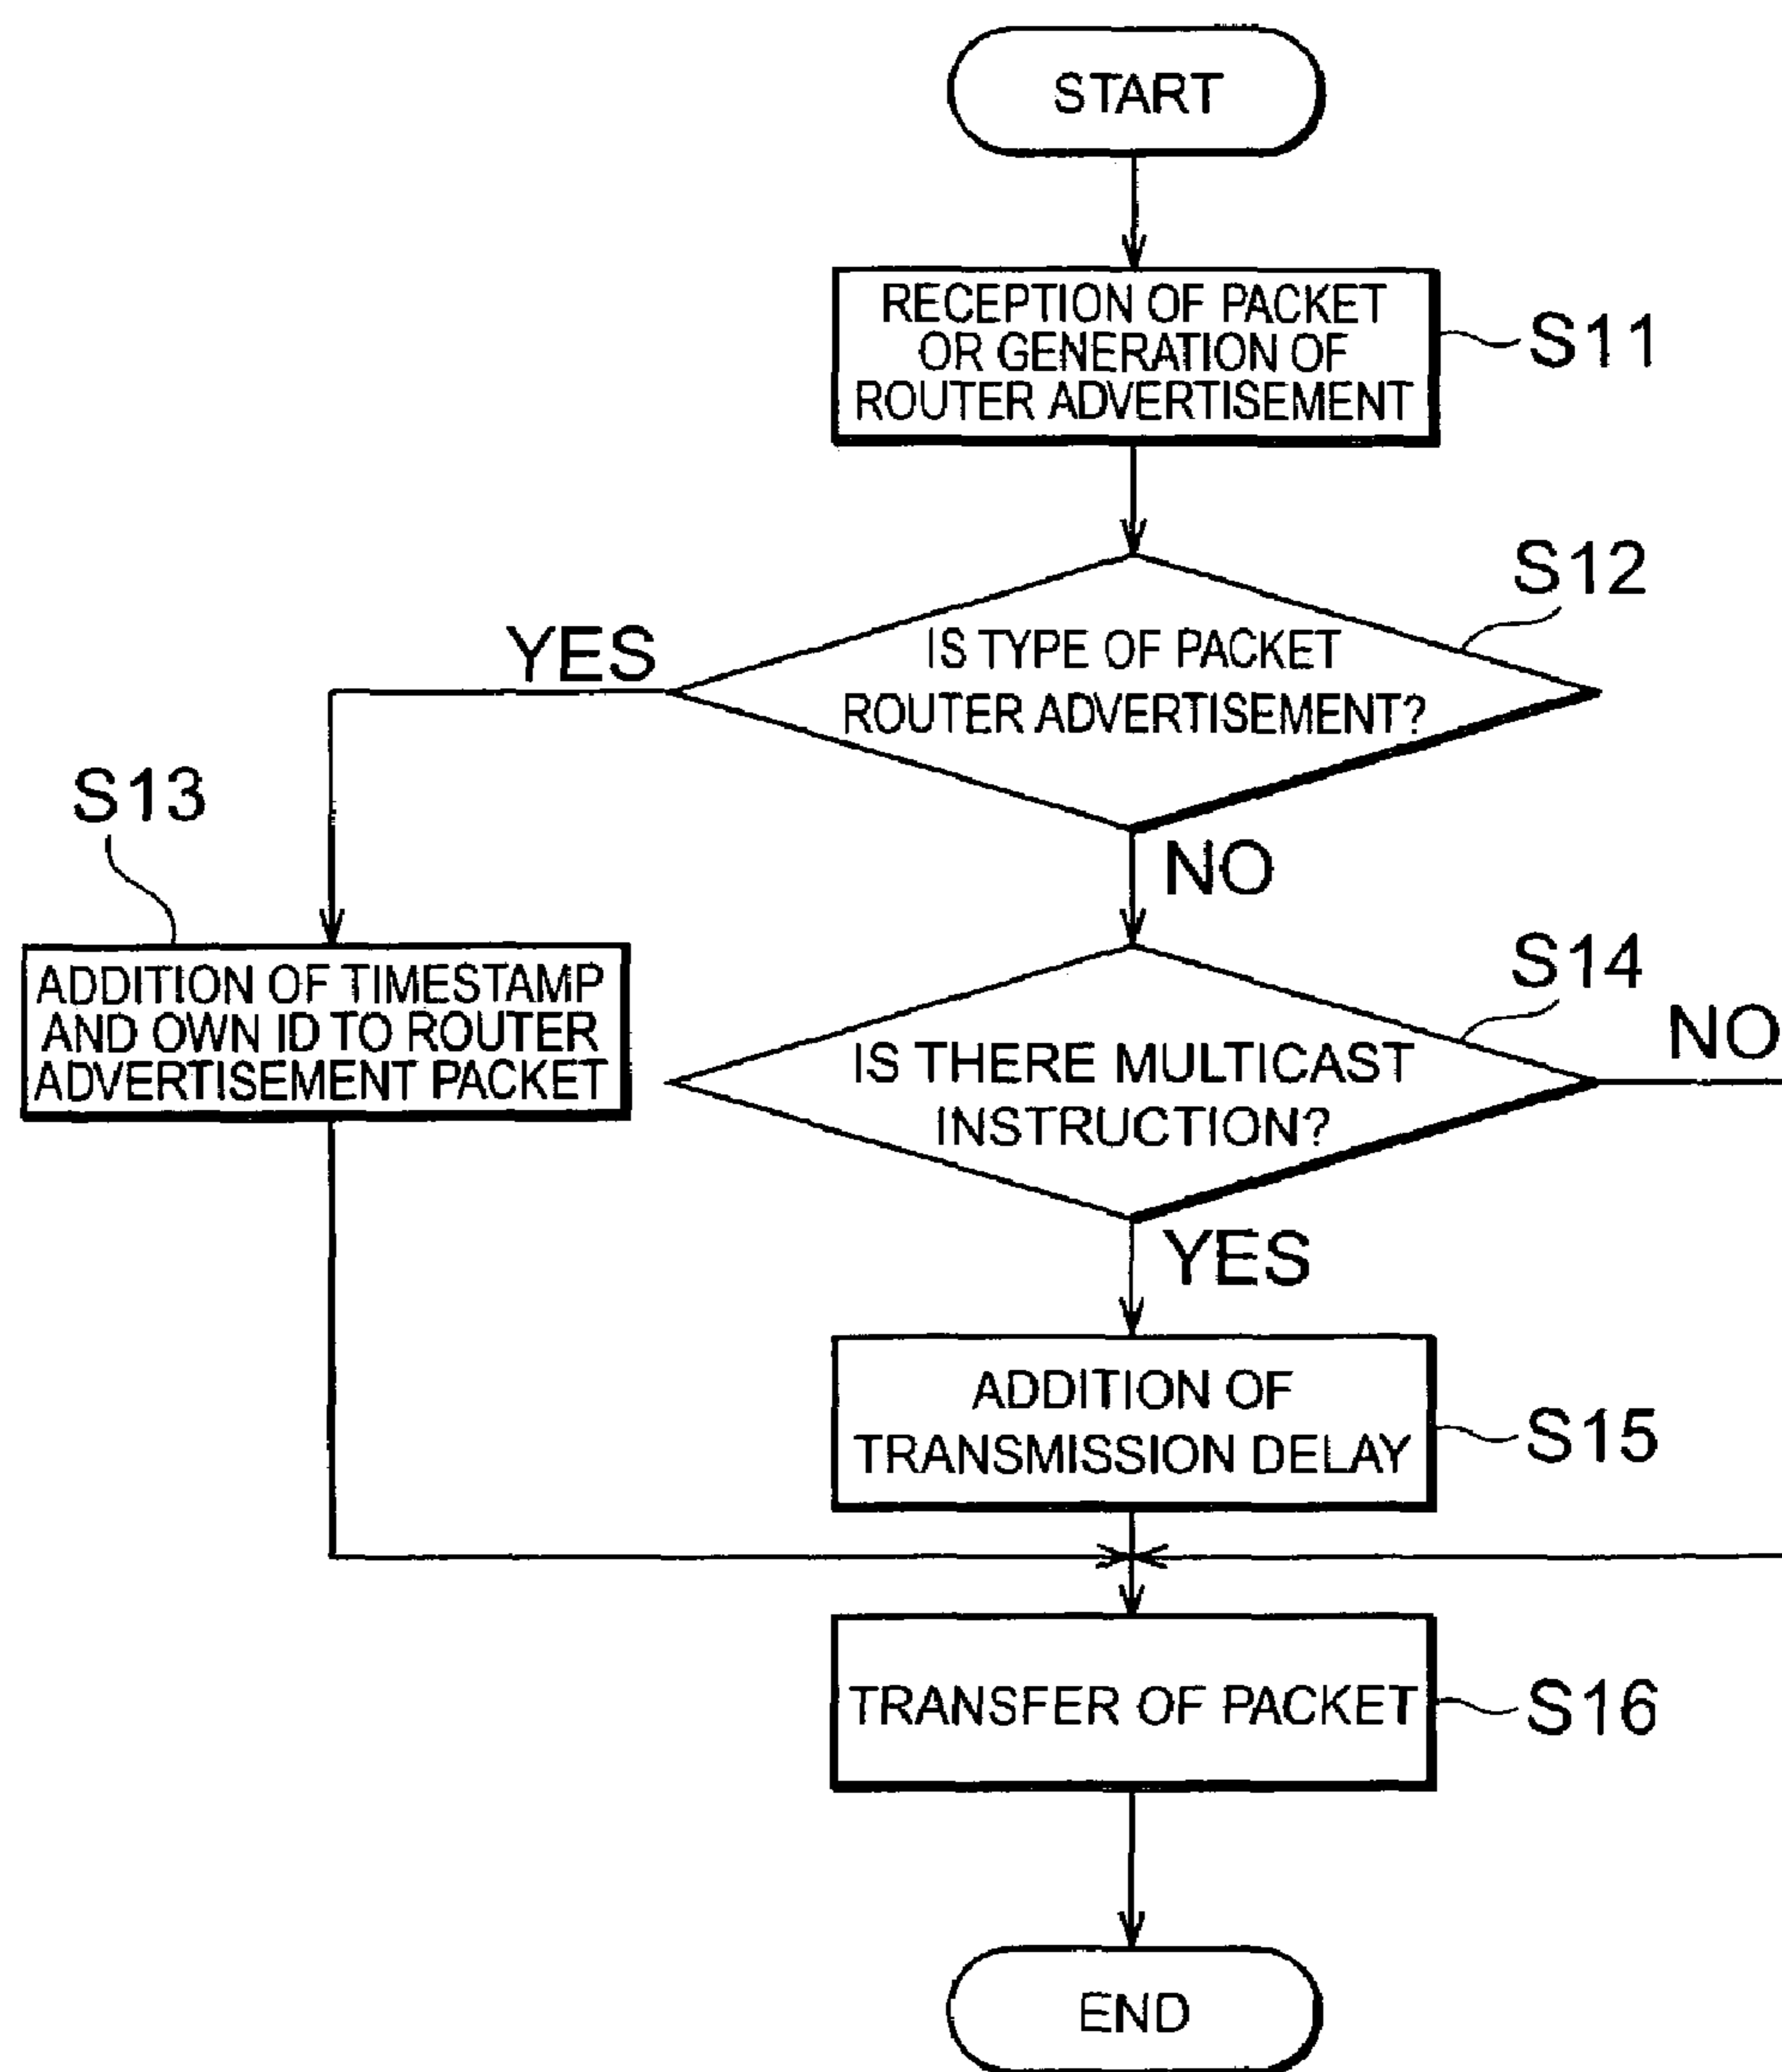 START
RECEPTION OF PACKET
OR GENERATION OF
ROUTER ADVERTISEMENT
S11
S12
YES
IS TYPE OF PACKET
ROUTER ADVERTISEMENT?
S13
NO
ADDITION OF TIMESTAMP
AND OWN ID TO ROUTER
ADVERTISEMENT PACKET
S14
NO
IS THERE MULTICAST
INSTRUCTION?
YES
ADDITION OF
TRANSMISSION DELAY
S15
TRANSFER OF PACKET
S16
END